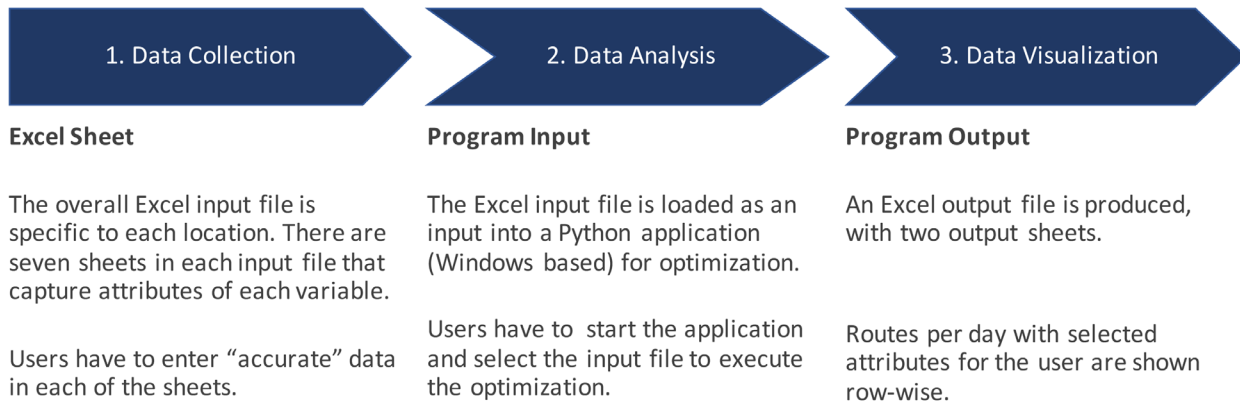 1. Data Collection
2. Data Analysis
3. Data Visualization
Excel Sheet
The overall Excel input file is
specific to each location. There are
seven sheets in each input file that
capture attributes of each variable.
Users have to enter “accurate” data
in each of the sheets.
Program Input
The Excel input file is loaded as an
input into a Python application
(Windows based) for optimization.
Users have to  start the application
and select the input file to execute
the optimization.
Program Output
An Excel output file is produced,
with two output sheets.
Routes per day with selected
attributes for the user are shown
row-wise.